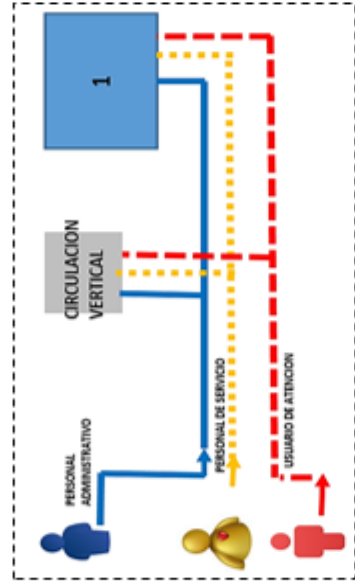 PERSONAL
ADMINISTRATIVO
CIRCULACION
VERTICAL
1
PERSONAL DE SERVICIO
USUARIO DE ATENCION